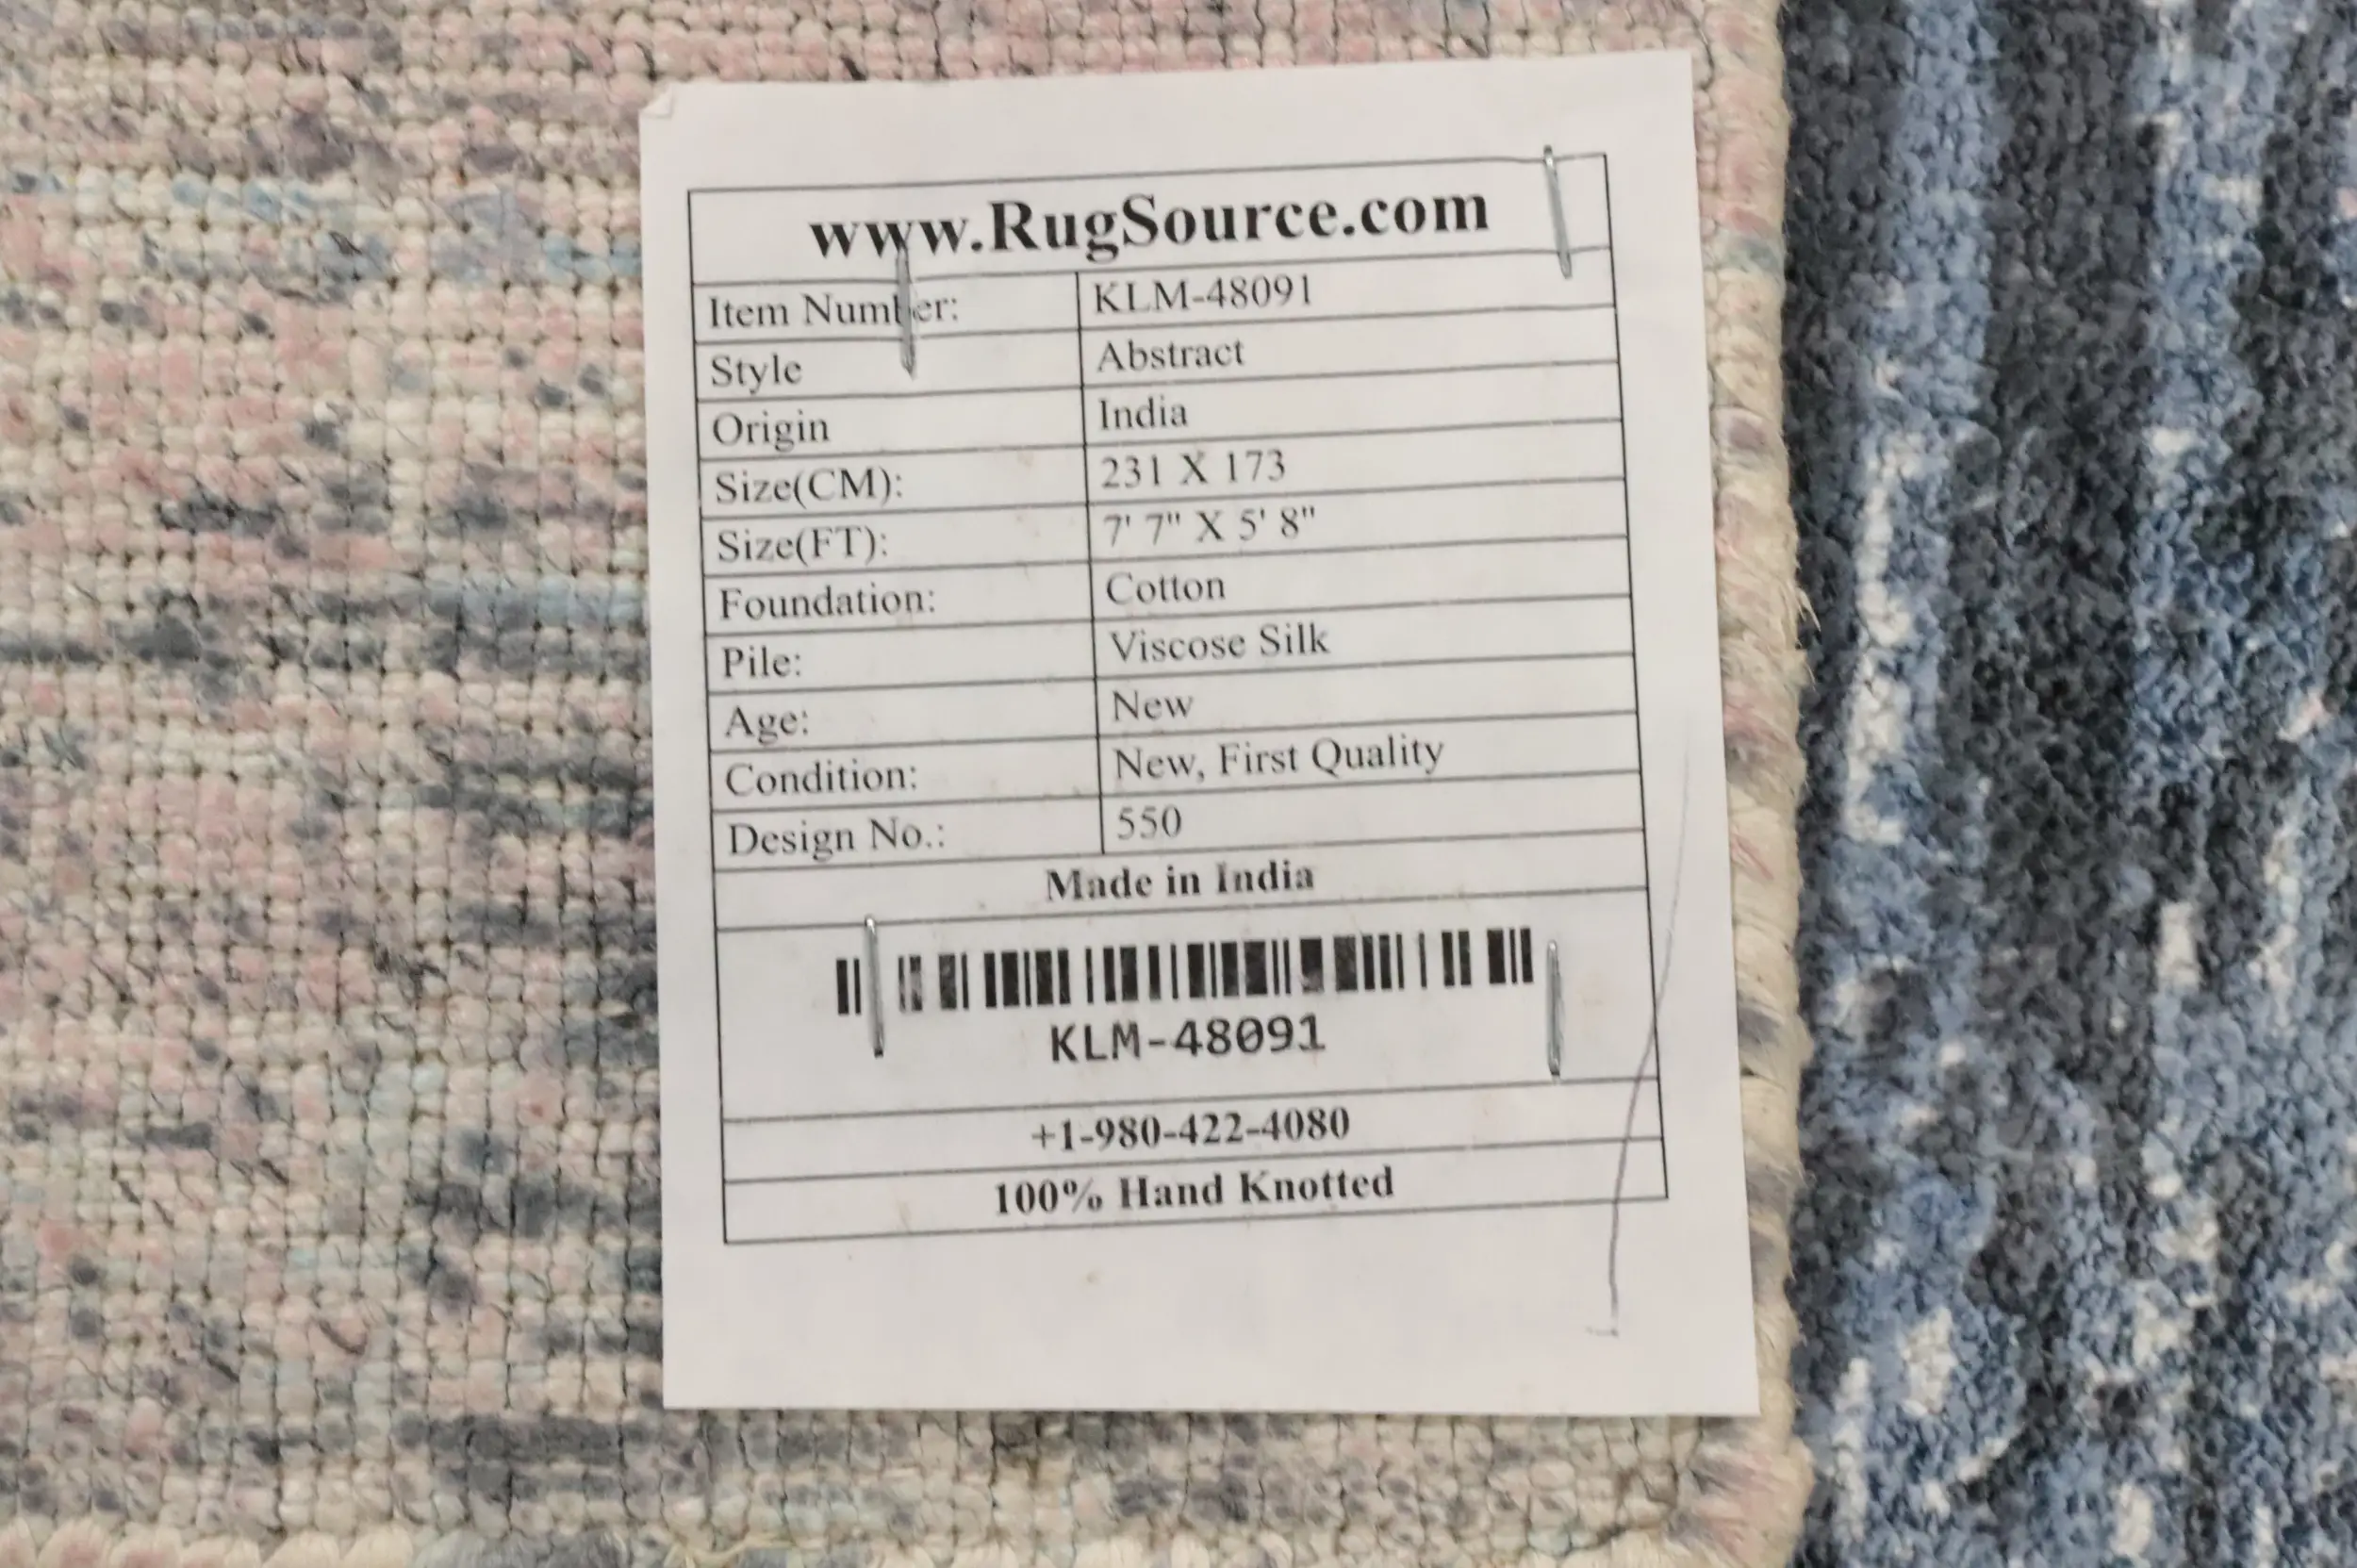 www.RugSource.com
Item Number: KLM-48091
Style Abstract
Origin India
Size(CM): 231 X 173
Size(FT): 7' 7" X 5' 8"
Foundation: Cotton
Pile: Viscose Silk
Age: New
Condition: New, First Quality
Design No.: 550
Made in India
KLM-48091
+1-980-422-4080
100% Hand Knotted